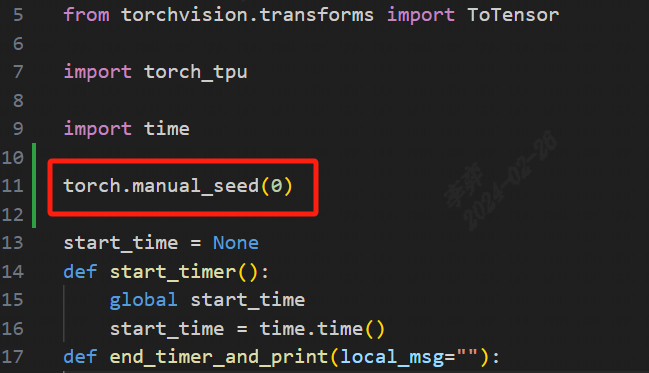 5 from torchvision.transforms import ToTensor
6
7 import torch_tpu
8
9 import time
10
11 torch.manual_seed(0)
12
13 start_time = None
14 def start_timer():
15     global start_time
16     start_time = time.time()
17 def end_timer_and_print(local_msg=""):
李弈
2024-02-26